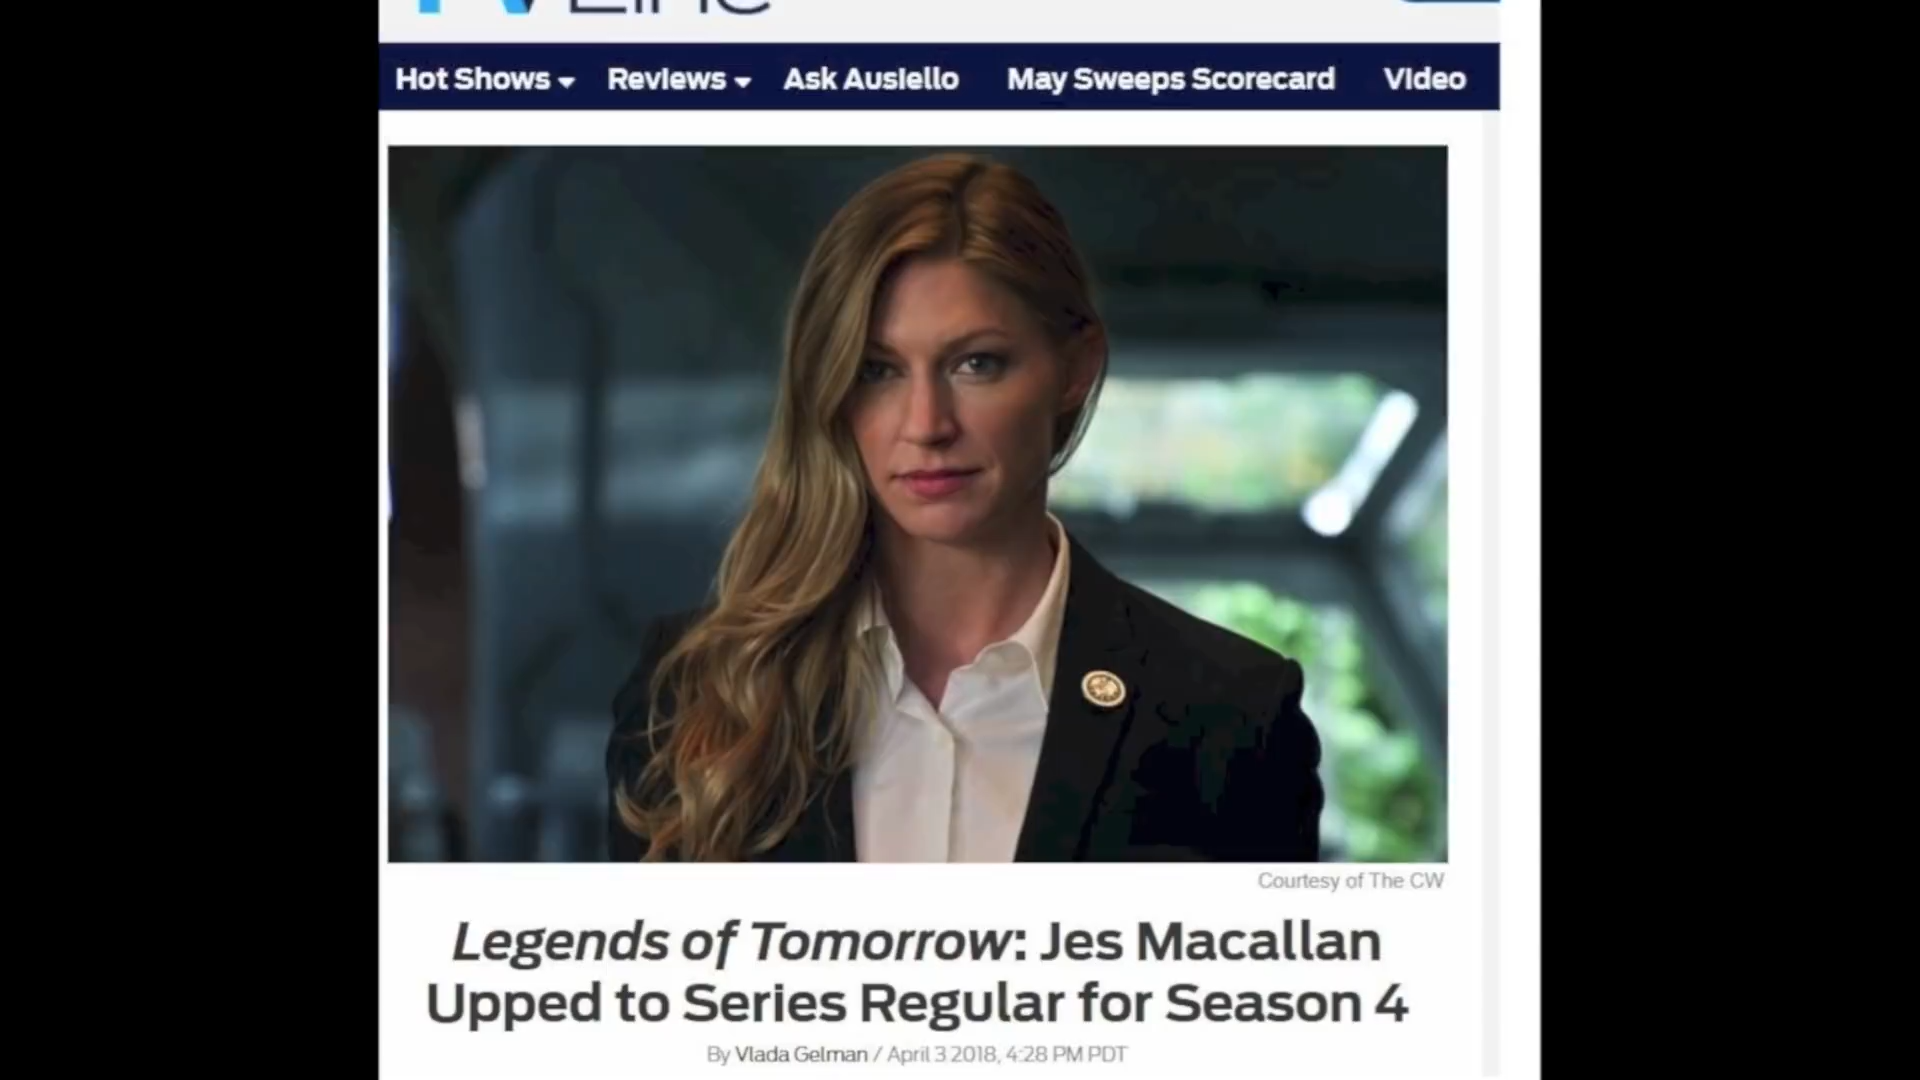 TVLine
Hot Shows Reviews Ask Ausiello May Sweeps Scorecard Video
Courtesy of The CW
Legends of Tomorrow: Jes Macallan
Upped to Series Regular for Season 4
By Vlada Gelman / April 3 2018, 4:28 PM PDT